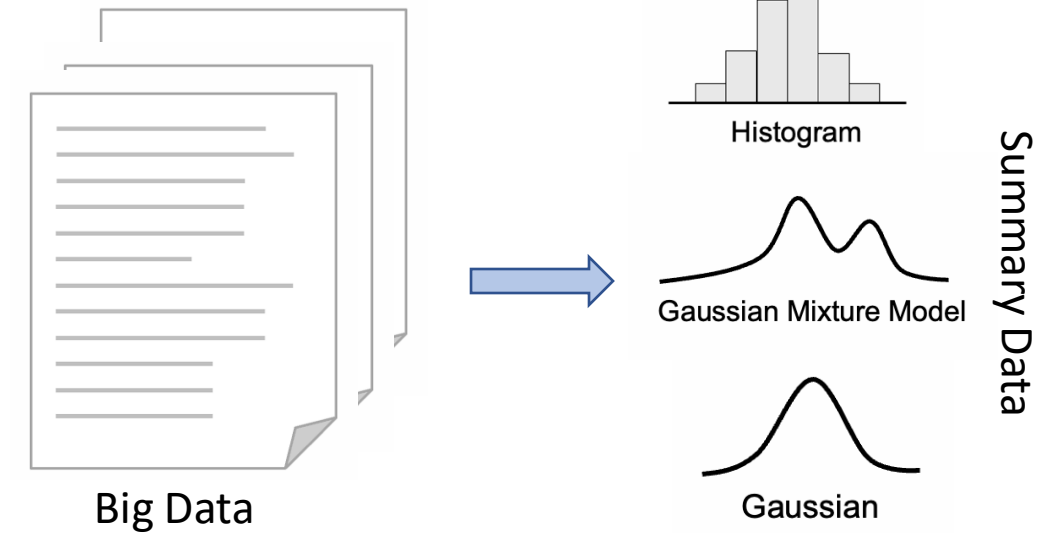 Big Data
Histogram
Gaussian Mixture Model
Gaussian
Summary Data